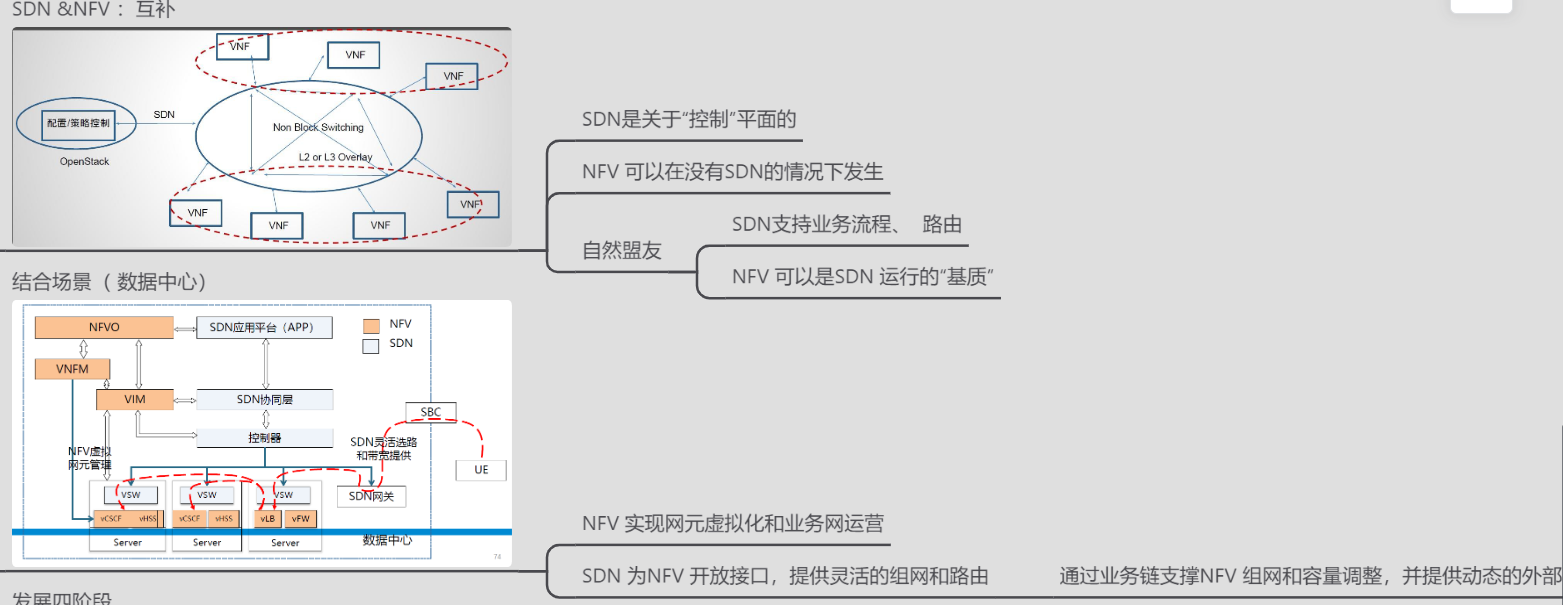 SDN &NFV ：互补
VNF
VNF
VNF
配置/策略控制
SDN
Non Block Switching
OpenStack
L2 or L3 Overlay
VNF
VNF
VNF
VNF
SDN是关于“控制”平面的
NFV 可以在没有SDN的情况下发生
自然盟友
SDN支持业务流程、 路由
NFV 可以是SDN 运行的“基质”
结合场景（ 数据中心）
NFVO
SDN应用平台（APP）
NFV
SDN
VNFM
VIM
SDN协同层
SBC
控制器
NFV虚拟
网元管理
SDN灵活选路
和带宽提供
UE
VSW
VSW
VSW
SDN网关
vCSCF
vHSS
vCSCF
vHSS
vLB
vFW
Server
Server
Server
数据中心
74
NFV 实现网元虚拟化和业务网运营
SDN 为NFV 开放接口，提供灵活的组网和路由
通过业务链支撑NFV 组网和容量调整，并提供动态的外部
发展四阶段